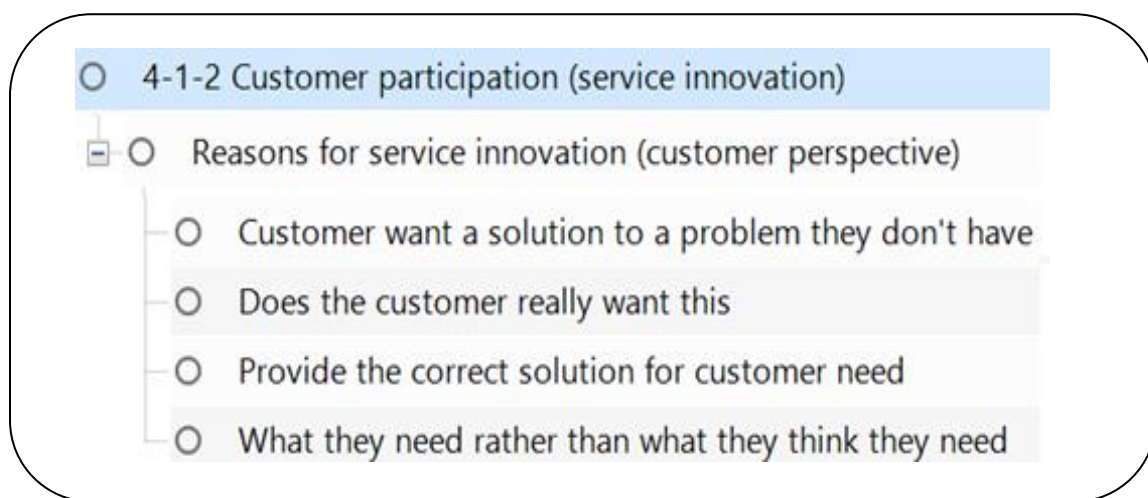 4-1-2 Customer participation (service innovation)
Reasons for service innovation (customer perspective)
Customer want a solution to a problem they don't have
Does the customer really want this
Provide the correct solution for customer need
What they need rather than what they think they need